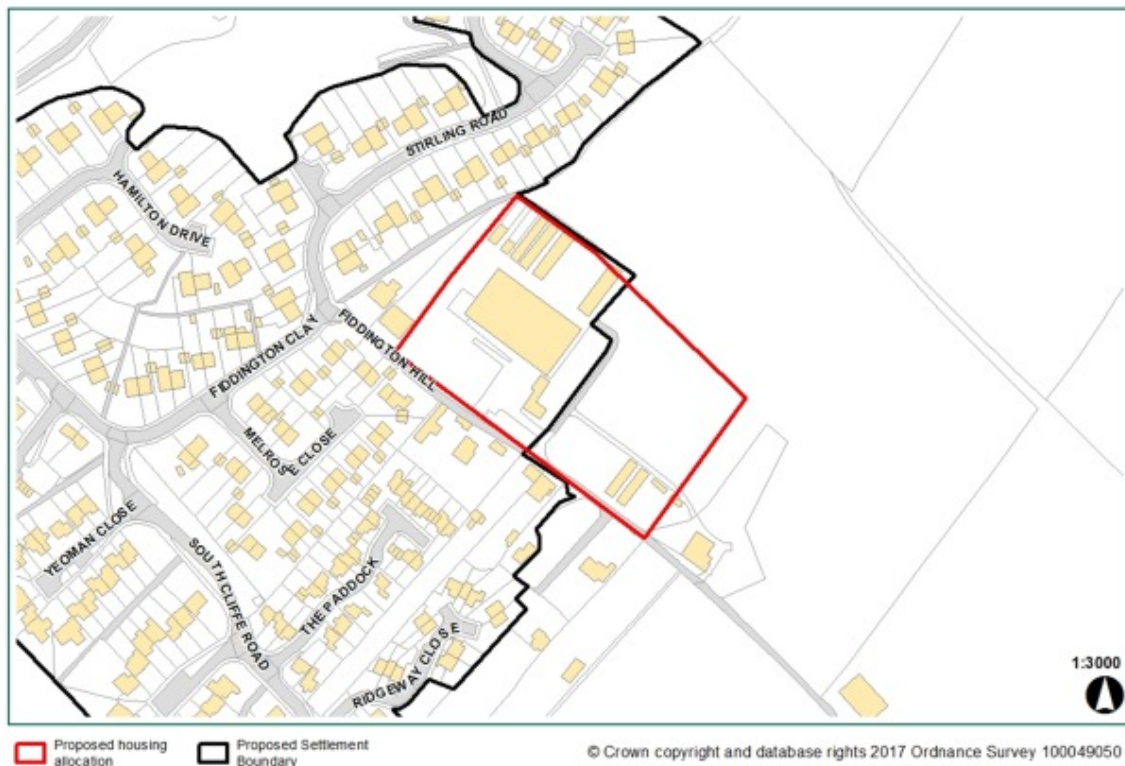 STIRLING ROAD
HAMILTON DRIVE
FIDDINGTON HILL
FIDDINGTON CLAY
MELROSE CLOSE
YEOMAN CLOSE
SOUTHCLIFFE ROAD
THE PADDOCK
RIDGEWAY CLOSE
1:3000
Proposed housing
allocation
Proposed Settlement
Boundary
© Crown copyright and database rights 2017 Ordnance Survey 100049050